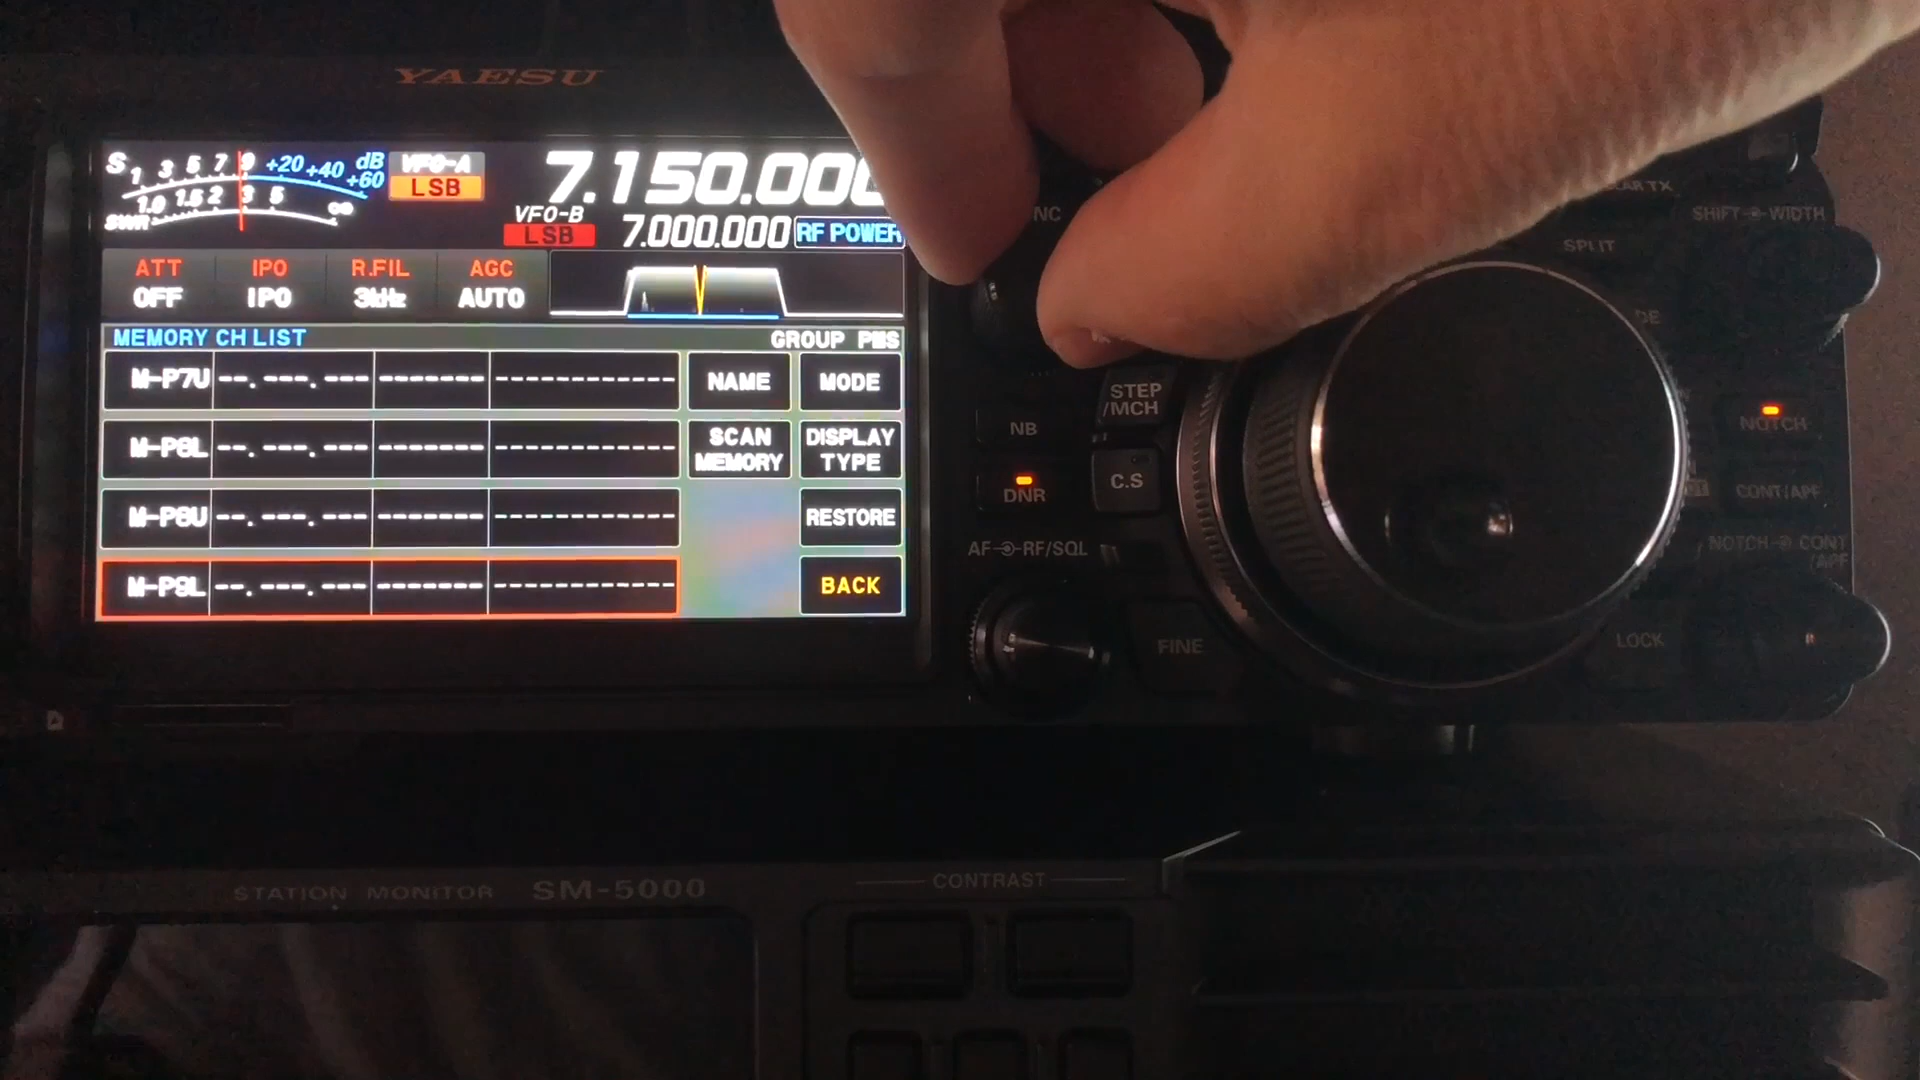 YAESU
S 1 3 5 7 9 +20 +40 +60 dB
SWR 1.0 1.5 2 3 5 ∞
VFO-A
LSB
7.150.00
VFO-B
LSB
7.000.000
RF POWER
ATT
OFF
IPO
IPO
R.FIL
3kHz
AGC
AUTO
MEMORY CH LIST
GROUP PMS
M-P7U --.---.--- ------- ------------
NAME
MODE
M-P8L --.---.--- ------- ------------
SCAN
MEMORY
DISPLAY
TYPE
M-P8U --.---.--- ------- ------------
RESTORE
M-P9L --.---.--- ------- ------------
BACK
NC
SHIFT WIDTH
SPLIT
STEP
/MCH
NB
NOTCH
C.S
DNR
CONT/APF
AF RF/SQL
NOTCH CONT
/APF
FINE
LOCK
STATION MONITOR SM-5000
CONTRAST